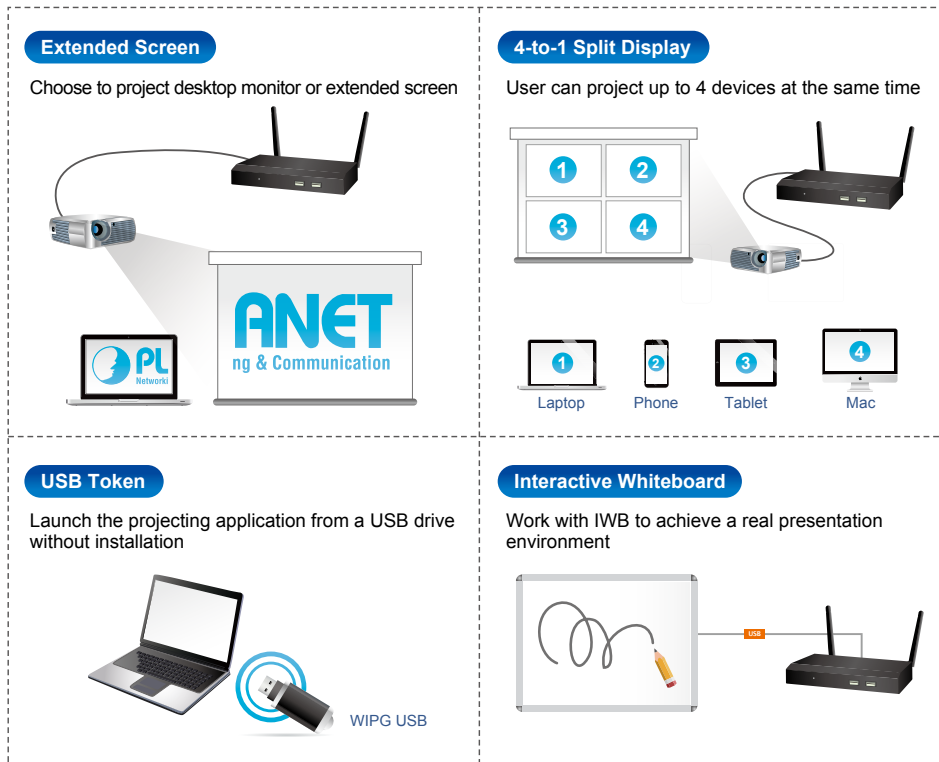 Extended Screen
Choose to project desktop monitor or extended screen
ANET
ng & Communication
PL
Networki
4-to-1 Split Display
User can project up to 4 devices at the same time
1
2
3
4
1
2
3
4
Laptop
Phone
Tablet
Mac
USB Token
Launch the projecting application from a USB drive
without installation
WIPG USB
Interactive Whiteboard
Work with IWB to achieve a real presentation
environment
USB